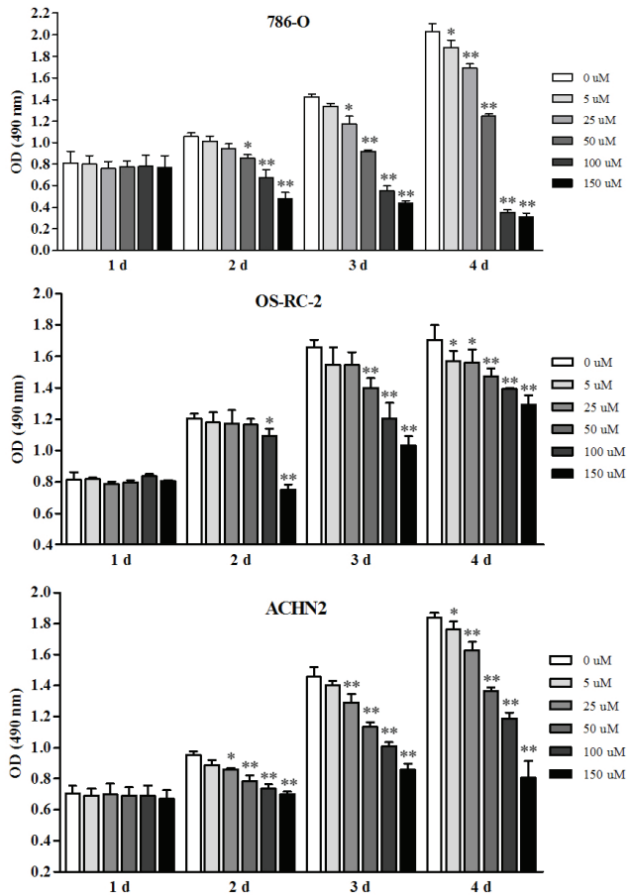 786-O
OD (490 nm)
2.2
2.0
1.8
1.6
1.4
1.2
1.0
0.8
0.6
0.4
0.2
0.0
*
**
**
*
**
**
**
*
**
**
**
**
1 d
2 d
3 d
4 d
0 uM
5 uM
25 uM
50 uM
100 uM
150 uM
OS-RC-2
OD (490 nm)
2.0
1.8
1.6
1.4
1.2
1.0
0.8
0.6
0.4
*
**
**
**
**
*
*
**
**
**
1 d
2 d
3 d
4 d
0 uM
5 uM
25 uM
50 uM
100 uM
150 uM
ACHN2
OD (490 nm)
2.0
1.8
1.6
1.4
1.2
1.0
0.8
0.6
0.4
0.2
*
**
**
**
**
**
**
**
*
**
**
**
**
1 d
2 d
3 d
4 d
0 uM
5 uM
25 uM
50 uM
100 uM
150 uM